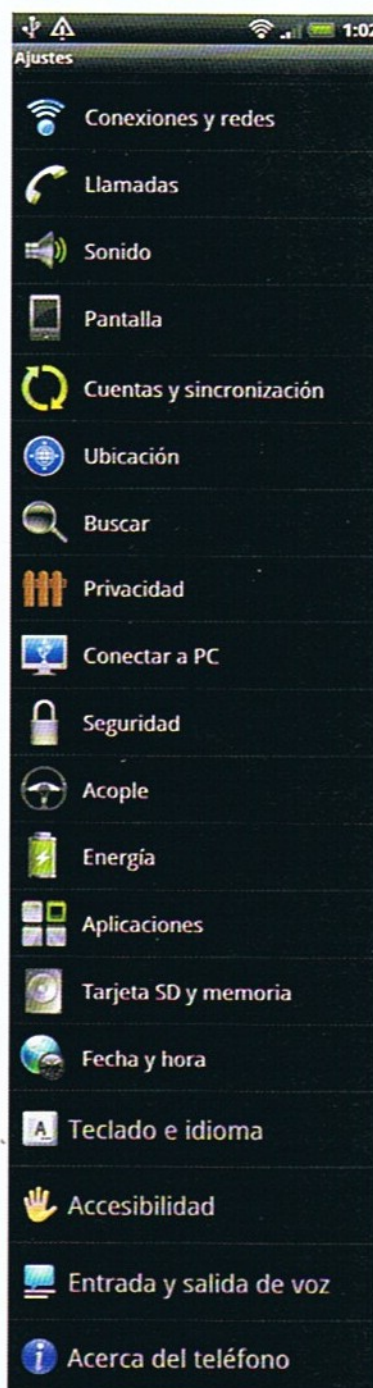 1:02
Ajustes
Conexiones y redes
Llamadas
Sonido
Pantalla
Cuentas y sincronización
Ubicación
Buscar
Privacidad
Conectar a PC
Seguridad
Acople
Energía
Aplicaciones
Tarjeta SD y memoria
Fecha y hora
A Teclado e idioma
Accesibilidad
Entrada y salida de voz
Acerca del teléfono